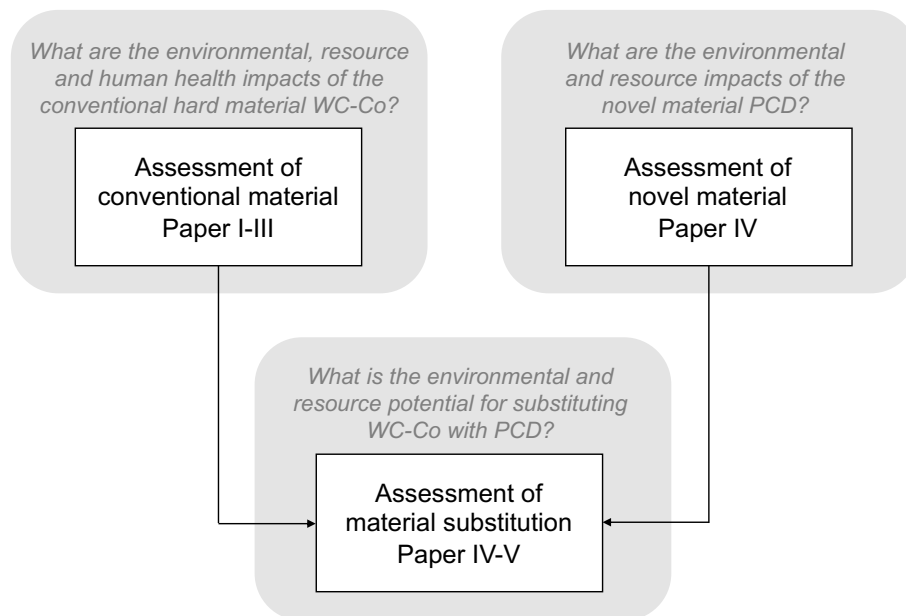 What are the environmental, resource
and human health impacts of the
conventional hard material WC-Co?
Assessment of
conventional material
Paper I-III
What are the environmental
and resource impacts of the
novel material PCD?
Assessment of
novel material
Paper IV
What is the environmental and
resource potential for substituting
WC-Co with PCD?
Assessment of
material substitution
Paper IV-V